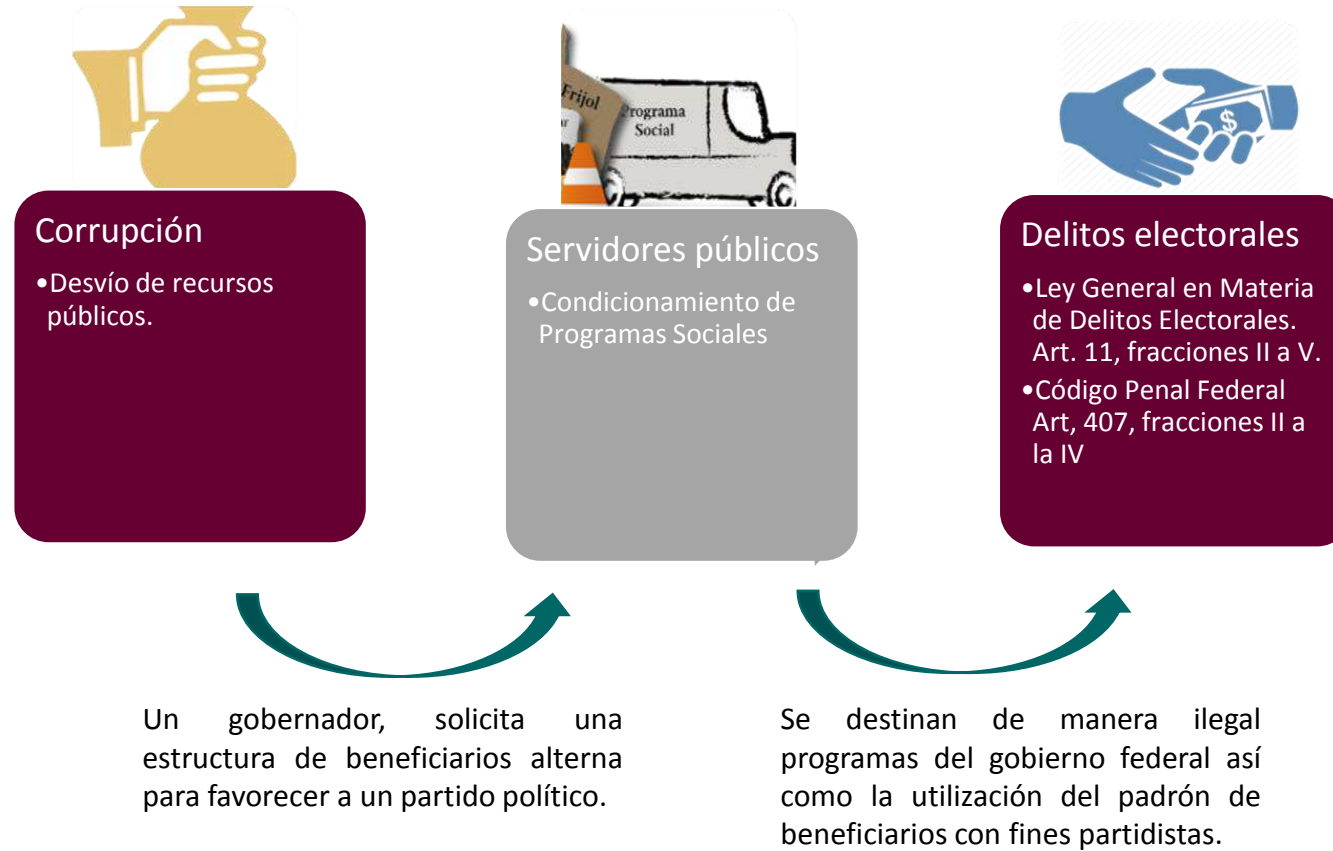 Frijol
ar
Programa
Social
$
Corrupción
•Desvío de recursos
públicos.
Servidores públicos
•Condicionamiento de
Programas Sociales
Delitos electorales
•Ley General en Materia
de Delitos Electorales.
Art. 11, fracciones II a V.
•Código Penal Federal
Art, 407, fracciones II a
la IV
Un gobernador, solicita una
estructura de beneficiarios alterna
para favorecer a un partido político.
Se destinan de manera ilegal
programas del gobierno federal así
como la utilización del padrón de
beneficiarios con fines partidistas.